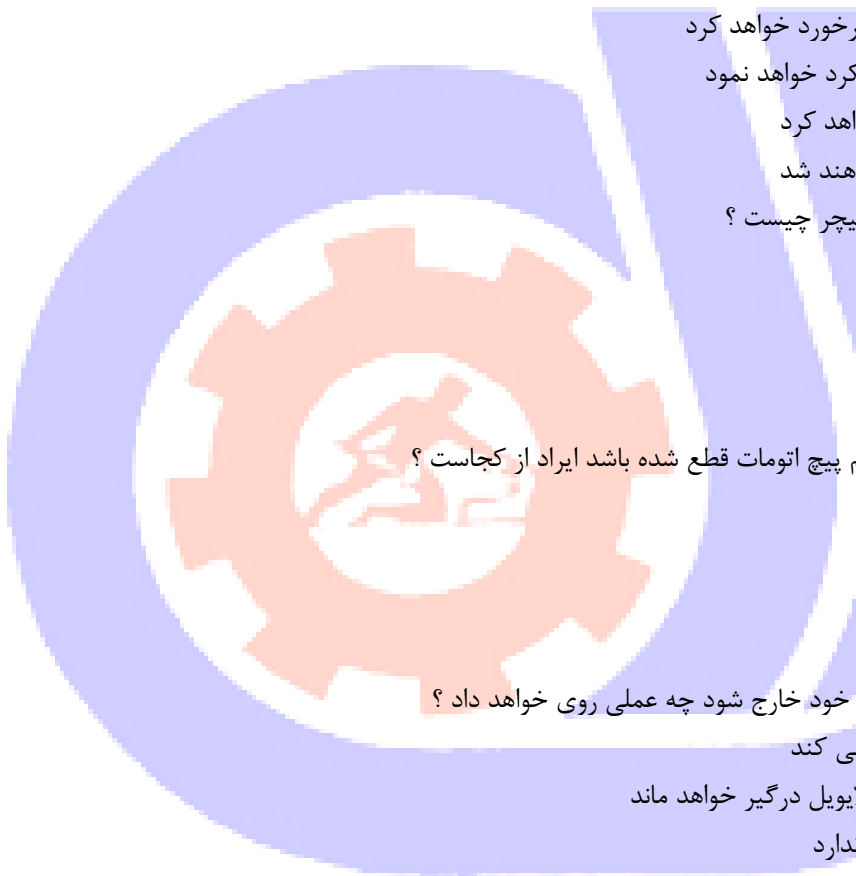 رخورد خواهد کرد
کرد خواهد نمود
اهد کرد
هند شد
یچر چیست ؟
م پیچ اتومات قطع شده باشد ایراد از کجاست ؟
خود خارج شود چه عملی روی خواهد داد ؟
ی کند
لایویل درگیر خواهد ماند
ندارد